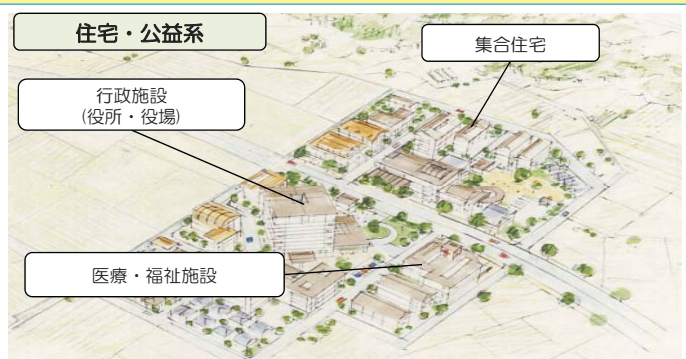 住宅・公益系
集合住宅
行政施設
(役所・役場)
医療・福祉施設